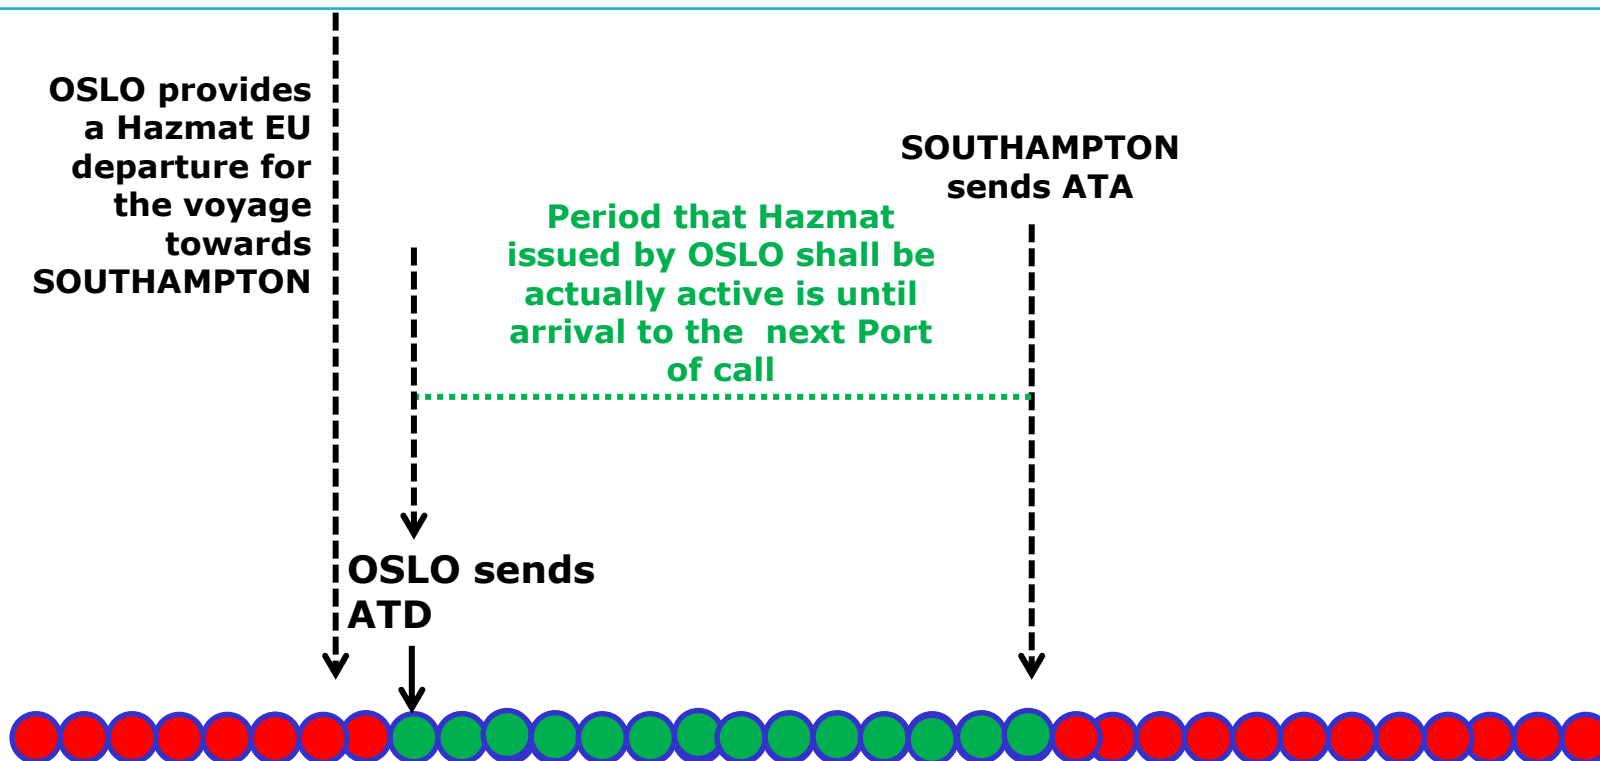 OSLO provides
a Hazmat EU
departure for
the voyage
towards
SOUTHAMPTON
SOUTHAMPTON
sends ATA
Period that Hazmat
issued by OSLO shall be
actually active is until
arrival to the  next Port
of call
OSLO sends
ATD